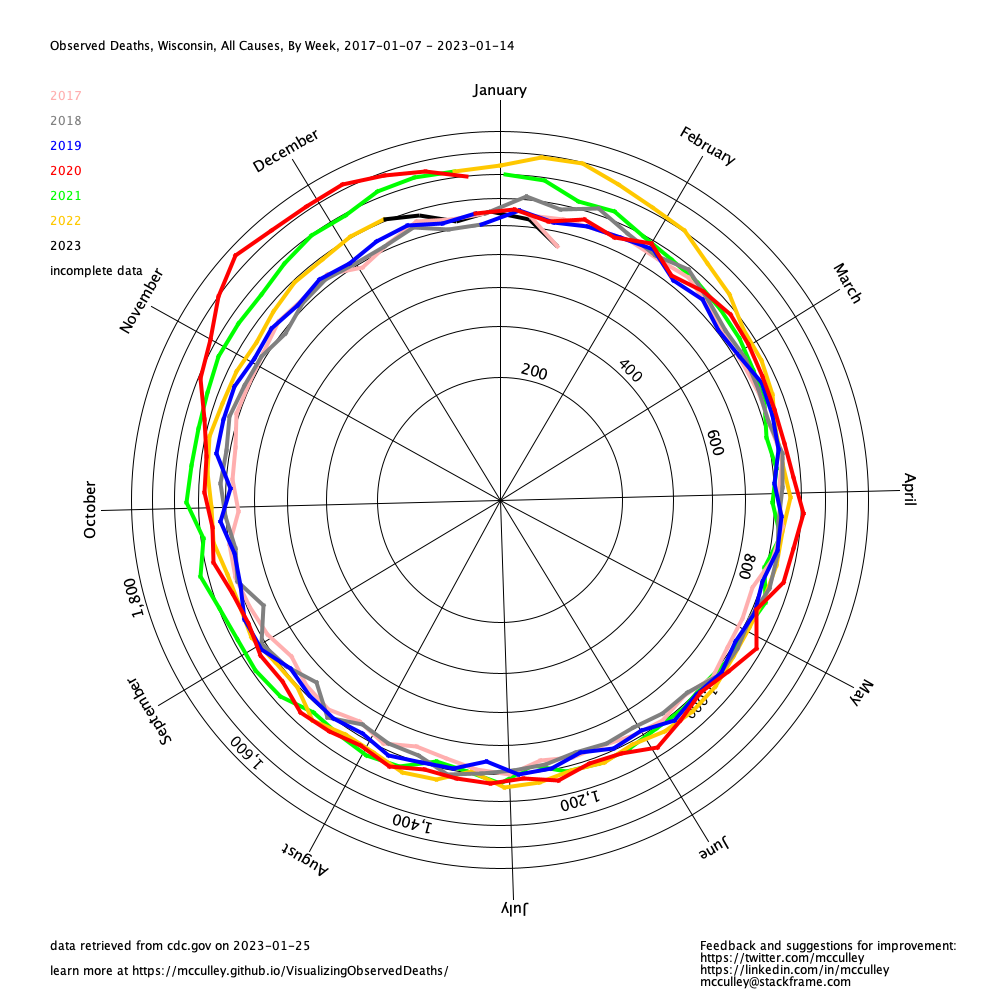 Observed Deaths, Wisconsin, All Causes, By Week, 2017-01-07 - 2023-01-14
January
2017
2018
2019
2020
2021
2022
2023
incomplete data
December
February
November
March
200
400
600
October
April
800
1,800
May
September
1,600
1,400
1,200
August
June
July
data retrieved from cdc.gov on 2023-01-25
learn more at https://mcculley.github.io/VisualizingObservedDeaths/
Feedback and suggestions for improvement:
https://twitter.com/mcculley
https://linkedin.com/in/mcculley
mcculley@stackframe.com